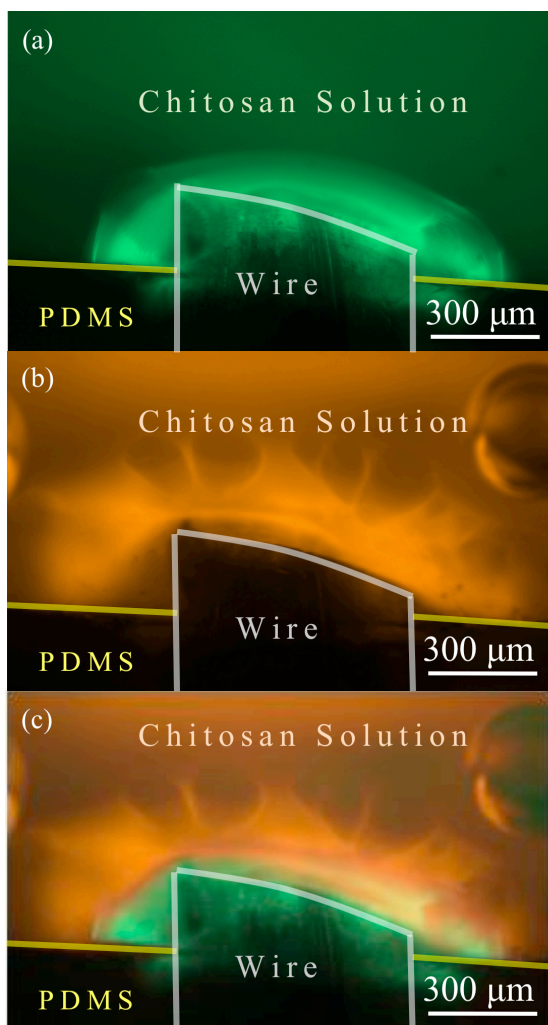 (a)
Chitosan Solution
Wire
PDMS
300 μm
(b)
Chitosan Solution
Wire
PDMS
300 μm
(c)
Chitosan Solution
Wire
PDMS
300 μm